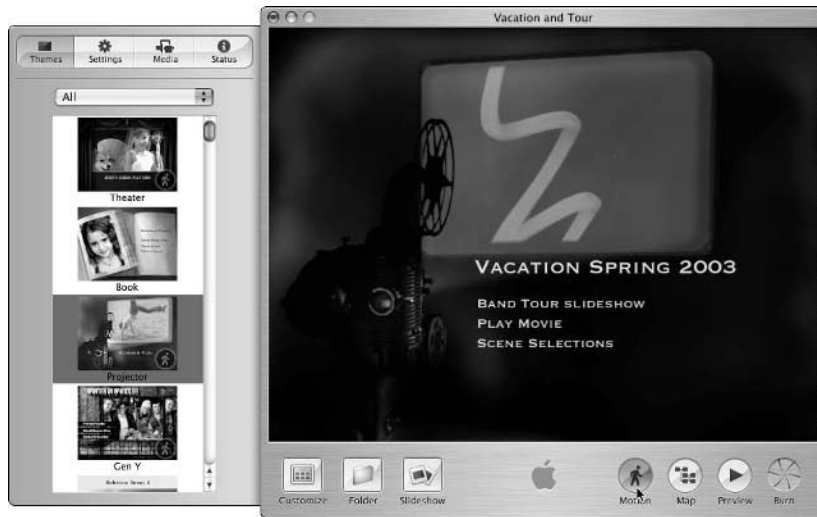 Vacation and Tour
Themes Settings Media Status
All
Theater
Book
Projector
Gen Y
VACATION SPRING 2003
BAND TOUR SLIDESHOW
PLAY MOVIE
SCENE SELECTIONS
Customize Folder Slideshow Motion Map Preview Burn